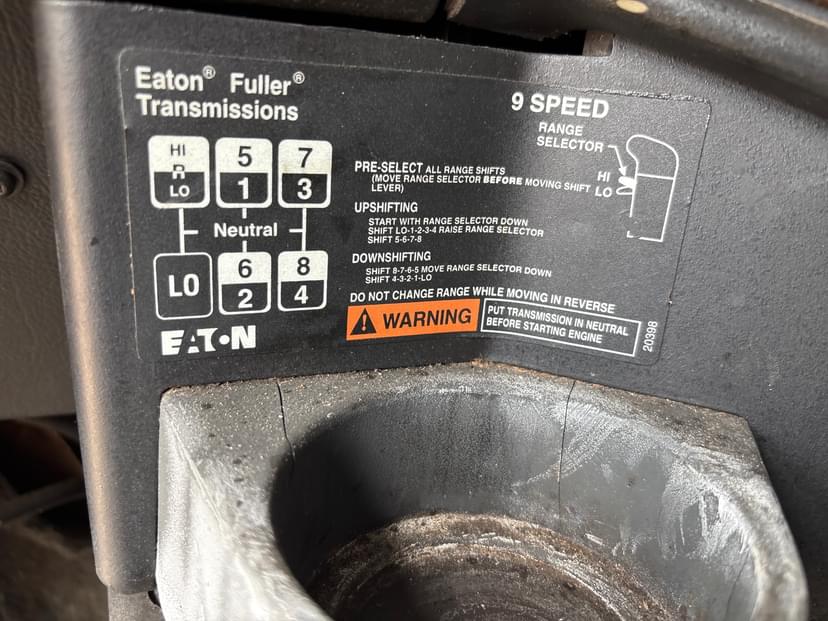 Eaton® Fuller®
Transmissions
9 SPEED
RANGE
SELECTOR
HI
LO
HI
R
LO
5
1
7
3
Neutral
LO
6
2
8
4
EATON
PRE-SELECT ALL RANGE SHIFTS
(MOVE RANGE SELECTOR BEFORE MOVING SHIFT
LEVER)
UPSHIFTING
START WITH RANGE SELECTOR DOWN
SHIFT LO-1-2-3-4 RAISE RANGE SELECTOR
SHIFT 5-6-7-8
DOWNSHIFTING
SHIFT 8-7-6-5 MOVE RANGE SELECTOR DOWN
SHIFT 4-3-2-1-LO
DO NOT CHANGE RANGE WHILE MOVING IN REVERSE
WARNING
PUT TRANSMISSION IN NEUTRAL
BEFORE STARTING ENGINE
20398